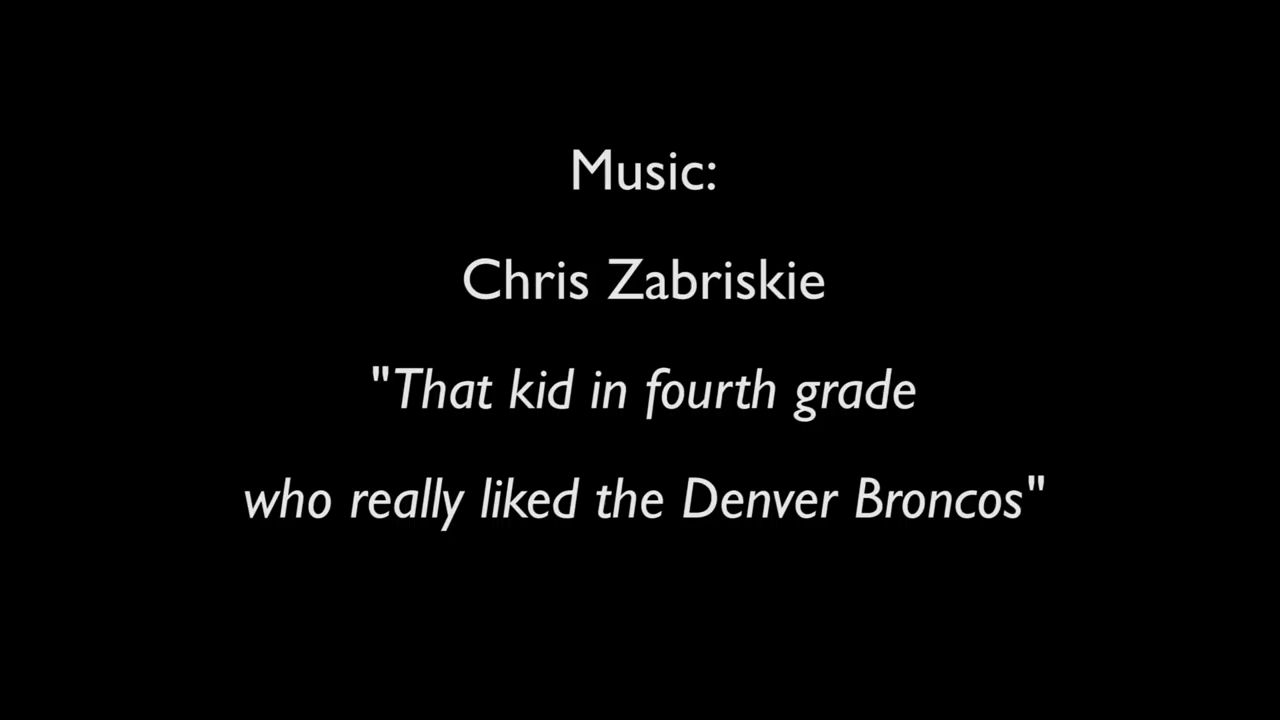 Music:
Chris Zabriskie
"That kid in fourth grade
who really liked the Denver Broncos"